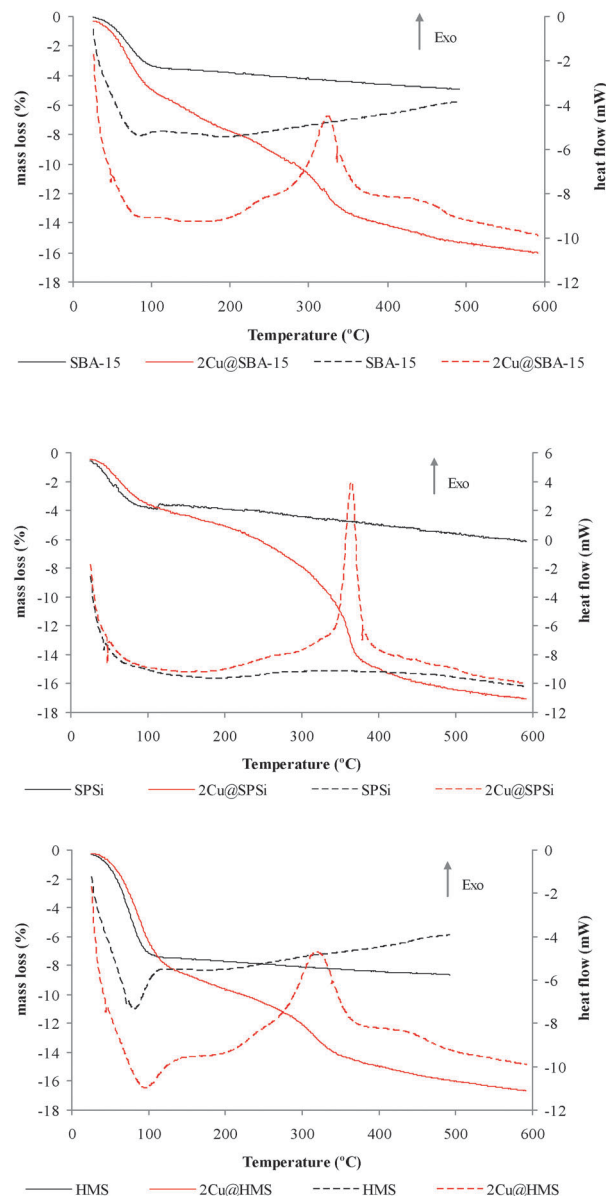 0 0
-2 -2
-4 -4
-6 -6
-8
-10 -8
-12
-14 -10
-16
-18 -12
mass loss (%)
heat flow (mW)
Exo
0 100 200 300 400 500 600
Temperature (ºC)
SBA-15 2Cu@SBA-15 SBA-15 2Cu@SBA-15
0 6
-2 4
-4 2
-6 0
-8 -2
-10 -4
-12 -6
-14 -8
-16 -10
-18 -12
mass loss (%)
heat flow (mW)
Exo
0 100 200 300 400 500 600
Temperature (ºC)
SPSi 2Cu@SPSi SPSi 2Cu@SPSi
0 0
-2 -2
-4 -4
-6
-8 -6
-10
-12 -8
-14 -10
-16
-18 -12
mass loss (%)
heat flow (mW)
Exo
0 100 200 300 400 500 600
Temperature (ºC)
HMS 2Cu@HMS HMS 2Cu@HMS